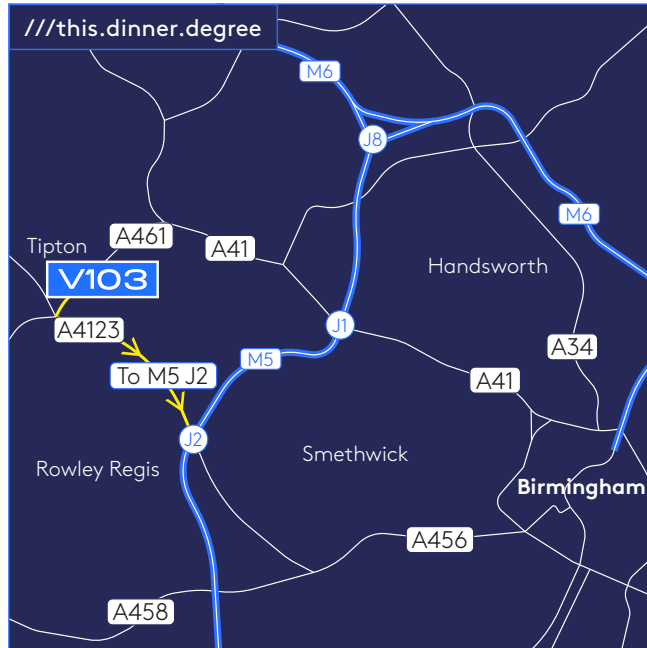 ///this.dinner.degree
M6
J8
M6
A461
Tipton
A41
Handsworth
V103
J1
A4123
A34
M5
To M5 J2
A41
J2
Smethwick
Rowley Regis
Birmingham
A456
A458